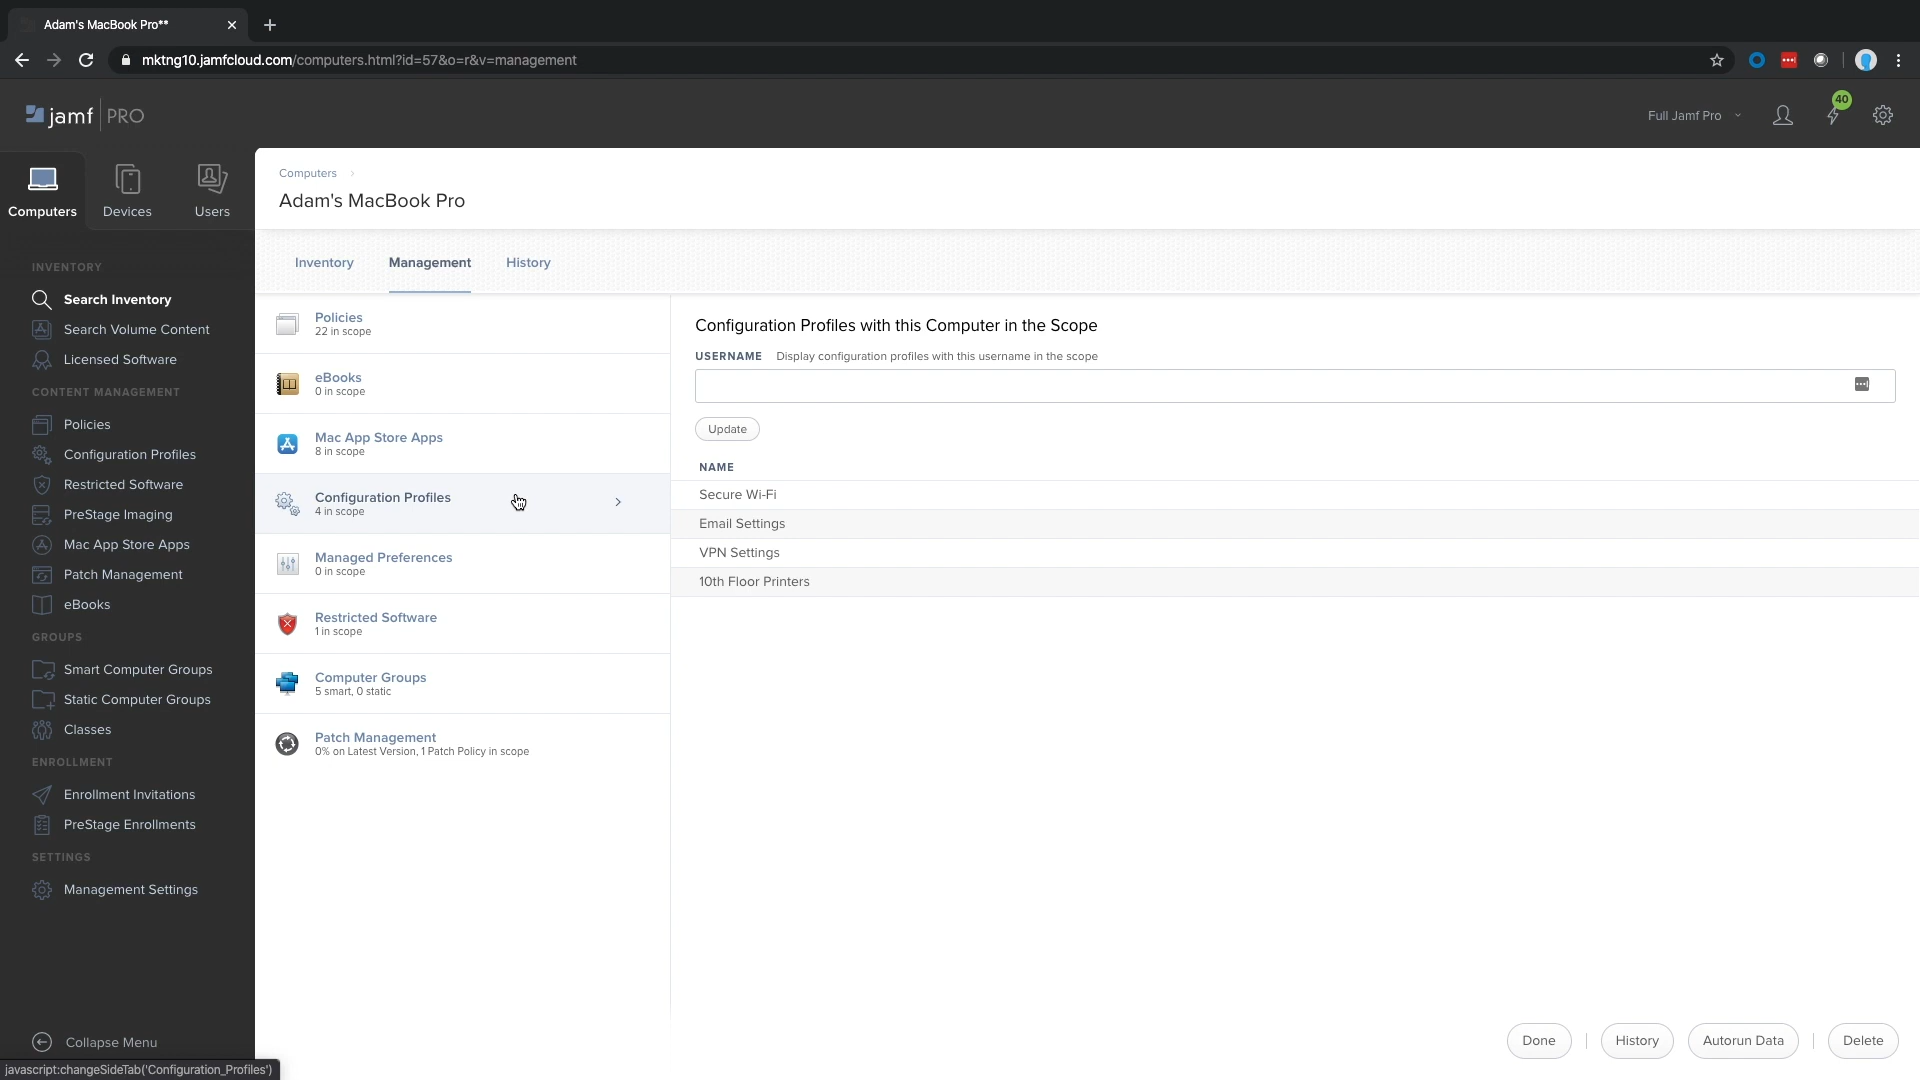 Adam's MacBook Pro**
mktng10.jamfcloud.com/computers.html?id=57&o=r&v=management
jamf PRO
Full Jamf Pro
40
Computers
Devices
Users
INVENTORY
Search Inventory
Search Volume Content
Licensed Software
CONTENT MANAGEMENT
Policies
Configuration Profiles
Restricted Software
PreStage Imaging
Mac App Store Apps
Patch Management
eBooks
GROUPS
Smart Computer Groups
Static Computer Groups
Classes
ENROLLMENT
Enrollment Invitations
PreStage Enrollments
SETTINGS
Management Settings
Collapse Menu
javascript:changeSideTab('Configuration_Profiles')
Computers
Adam's MacBook Pro
Inventory
Management
History
Policies
22 in scope
eBooks
0 in scope
Mac App Store Apps
8 in scope
Configuration Profiles
4 in scope
Managed Preferences
0 in scope
Restricted Software
1 in scope
Computer Groups
5 smart, 0 static
Patch Management
0% on Latest Version, 1 Patch Policy in scope
Configuration Profiles with this Computer in the Scope
USERNAME Display configuration profiles with this username in the scope
Update
NAME
Secure Wi-Fi
Email Settings
VPN Settings
10th Floor Printers
Done
History
Autorun Data
Delete